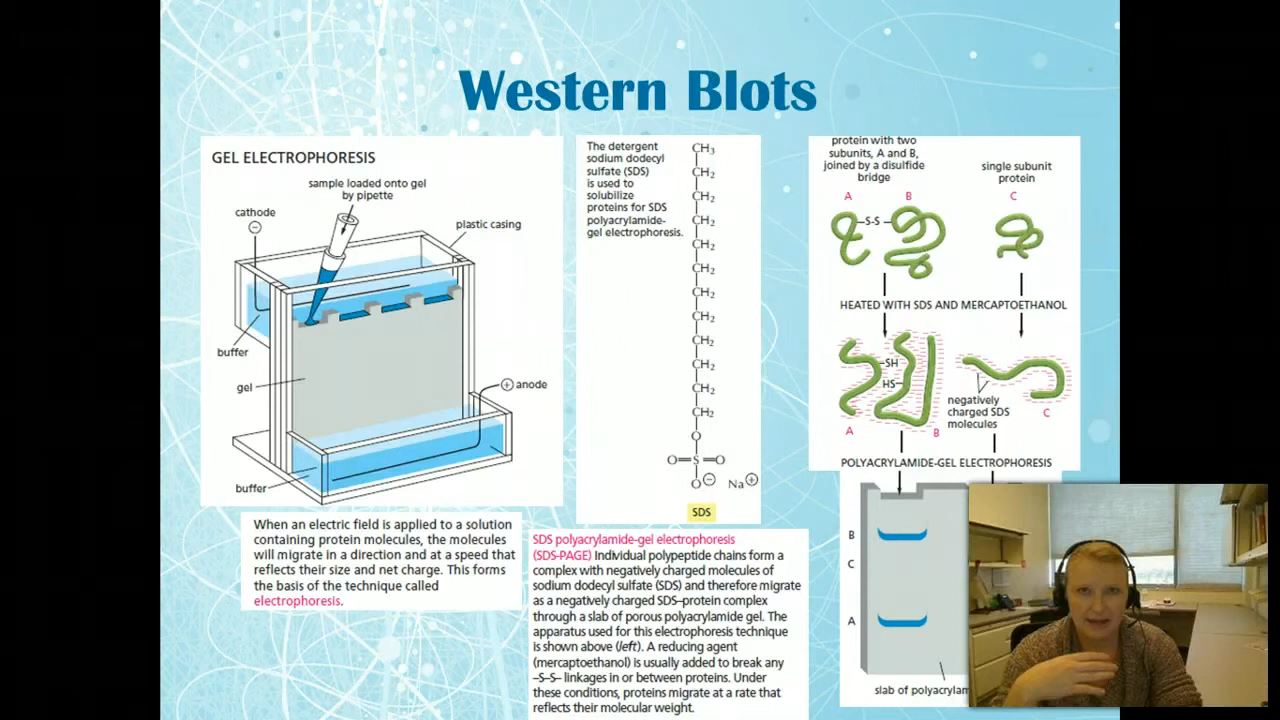 Western Blots
GEL ELECTROPHORESIS
sample loaded onto gel
by pipette
cathode
−
plastic casing
buffer
gel
+ anode
buffer
When an electric field is applied to a solution
containing protein molecules, the molecules
will migrate in a direction and at a speed that
reflects their size and net charge. This forms
the basis of the technique called
electrophoresis.
The detergent
sodium dodecyl
sulfate (SDS)
is used to
solubilize
proteins for SDS
polyacrylamide-
gel electrophoresis.
CH3
CH2
CH2
CH2
CH2
CH2
CH2
CH2
CH2
CH2
CH2
CH2
O
O=S=O
O⊖ Na⊕
SDS
SDS polyacrylamide-gel electrophoresis
(SDS-PAGE) Individual polypeptide chains form a
complex with negatively charged molecules of
sodium dodecyl sulfate (SDS) and therefore migrate
as a negatively charged SDS–protein complex
through a slab of porous polyacrylamide gel. The
apparatus used for this electrophoresis technique
is shown above (left). A reducing agent
(mercaptoethanol) is usually added to break any
–S–S– linkages in or between proteins. Under
these conditions, proteins migrate at a rate that
reflects their molecular weight.
protein with two
subunits, A and B,
joined by a disulfide
bridge
single subunit
protein
A B C
S-S
HEATED WITH SDS AND MERCAPTOETHANOL
SH
HS
negatively
charged SDS
molecules
A B C
POLYACRYLAMIDE-GEL ELECTROPHORESIS
B
C
A
slab of